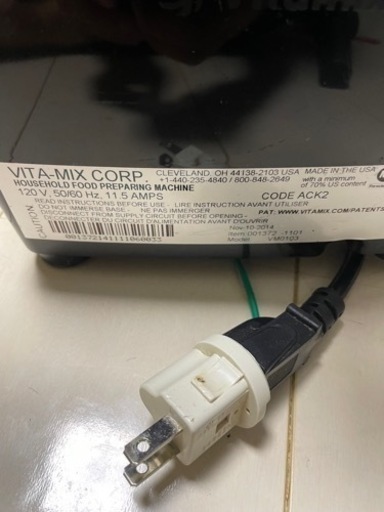 VITA-MIX CORP. CLEVELAND, OH 44138-2103 USA MADE IN THE USA
+1-440-235-4840 / 800-848-2649 with a minimum
HOUSEHOLD FOOD PREPARING MACHINE of 70% US content
120 V, 50/60 Hz, 11.5 AMPS CODE ACK2
CAUTION
READ INSTRUCTIONS BEFORE USE - LIRE INSTRUCTION AVANT UTILISER
DO NOT IMMERSE BASE - NE PAS IMMERGER PAT: WWW.VITAMIX.COM/PATENTS
DISCONNECT FROM SUPPLY CIRCUIT BEFORE OPENING -
DECONNECTER DU CIRCUIT D'ALIMENTATION AVANT D'OUVRIR
Nov-10-2014
Item 001372 -1101
Model VM0103